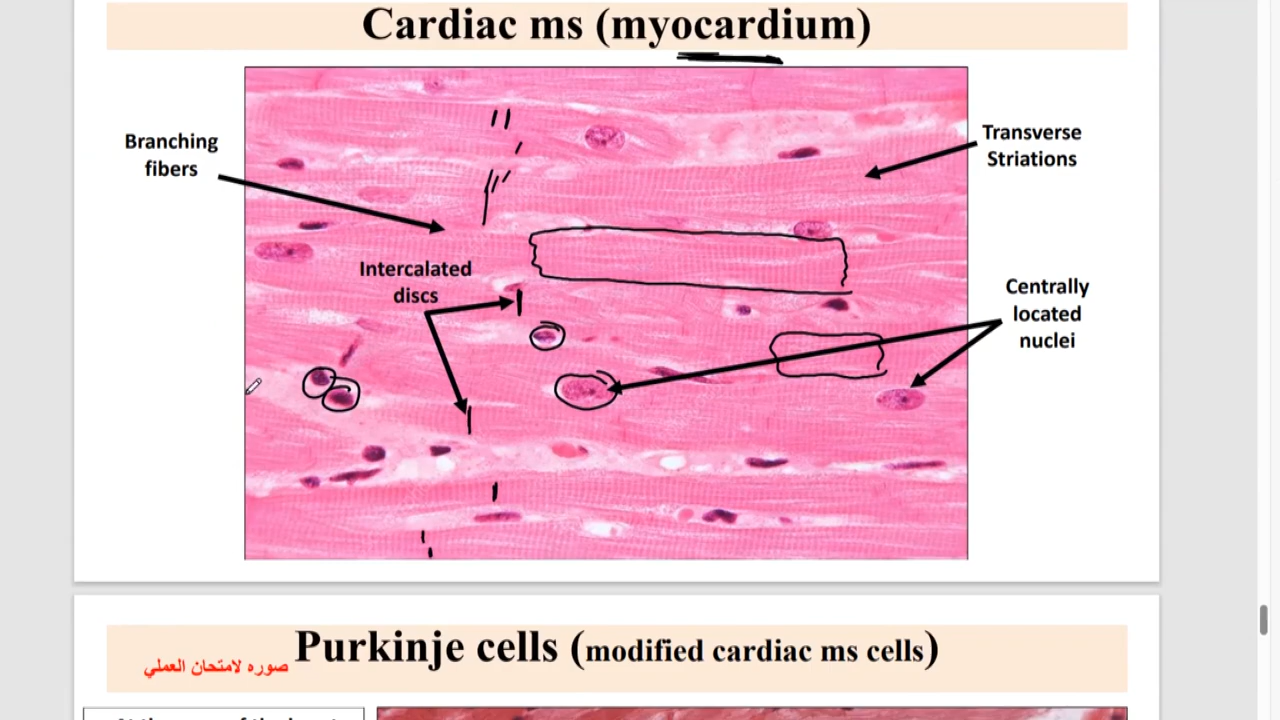 Cardiac ms (myocardium)
Branching
fibers
Transverse
Striations
Intercalated
discs
Centrally
located
nuclei
Purkinje cells (modified cardiac ms cells)
صوره لامتحان العملي